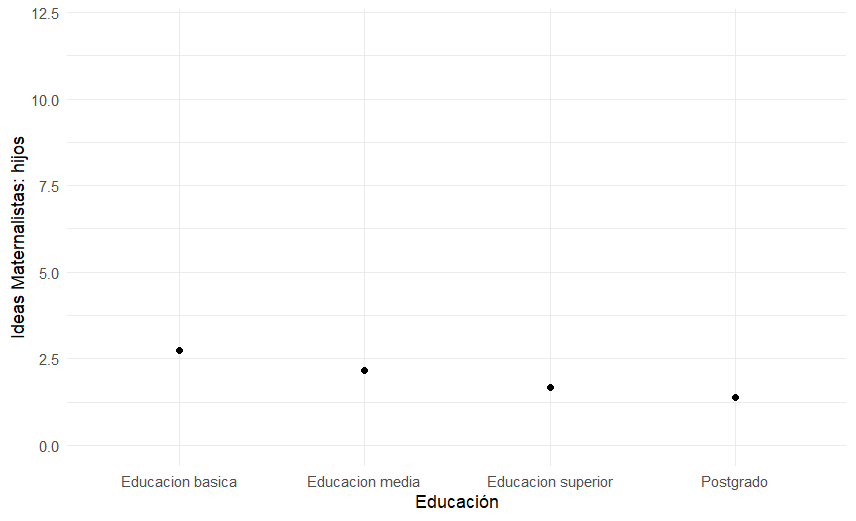 12.5
10.0
7.5
5.0
2.5
0.0
Ideas Maternalistas: hijos
Educacion basica
Educacion media
Educacion superior
Postgrado
Educación